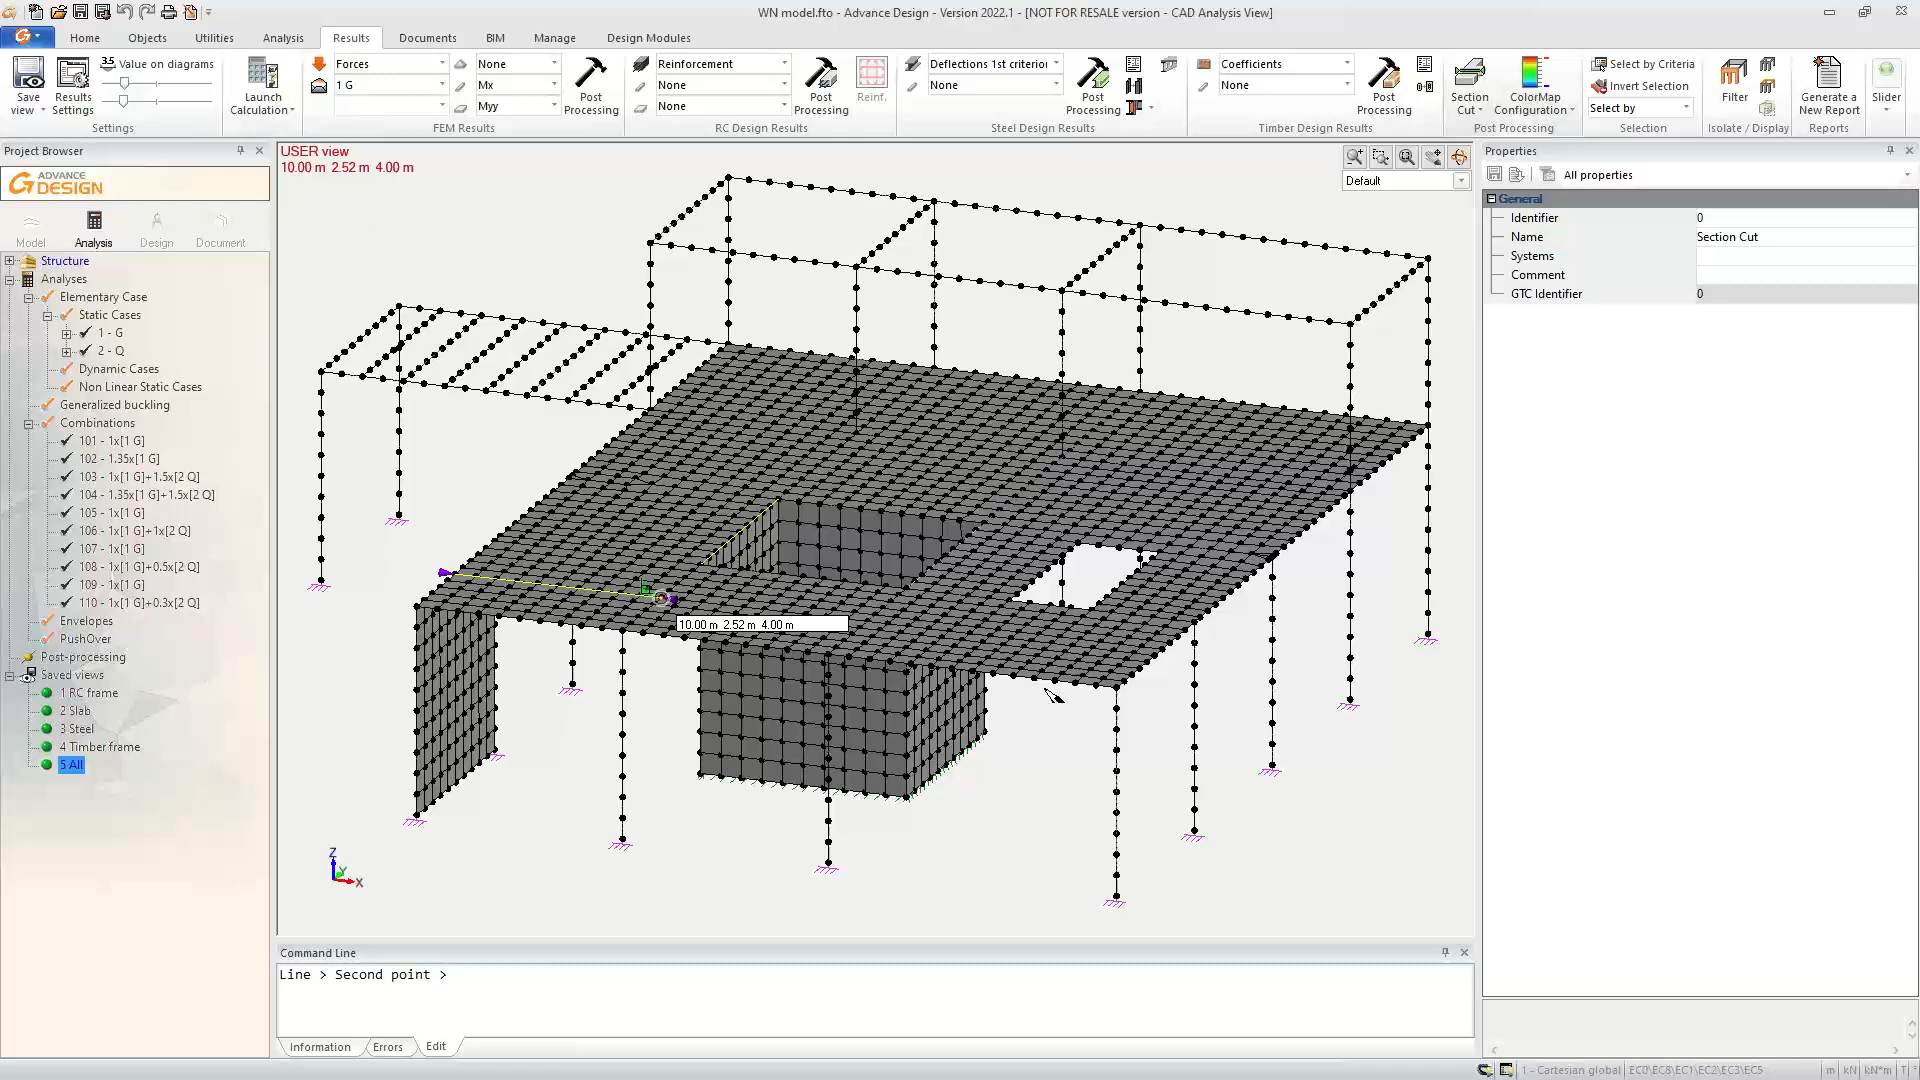 WN model.fto - Advance Design - Version 2022.1 - [NOT FOR RESALE version - CAD Analysis View]
Home Objects Utilities Analysis Results Documents BIM Manage Design Modules
Save view
Results Settings
3.5 Value on diagrams
Settings
Launch Calculation
Forces
1 G
None
Mx
Myy
Post Processing
FEM Results
Reinforcement
None
None
Post Processing
Reinf.
RC Design Results
Deflections 1st criterio
None
Post Processing
Steel Design Results
Coefficients
None
Post Processing
Timber Design Results
Section Cut
ColorMap Configuration
Post Processing
Select by Criteria
Invert Selection
Select by
Selection
Filter
Isolate / Display
Generate a New Report
Reports
Slider
Project Browser
ADVANCE DESIGN
Model Analysis Design Document
Structure
Analyses
Elementary Case
Static Cases
1 - G
2 - Q
Dynamic Cases
Non Linear Static Cases
Generalized buckling
Combinations
101 - 1x[1 G]
102 - 1.35x[1 G]
103 - 1x[1 G]+1.5x[2 Q]
104 - 1.35x[1 G]+1.5x[2 Q]
105 - 1x[1 G]
106 - 1x[1 G]+1x[2 Q]
107 - 1x[1 G]
108 - 1x[1 G]+0.5x[2 Q]
109 - 1x[1 G]
110 - 1x[1 G]+0.3x[2 Q]
Envelopes
PushOver
Post-processing
Saved views
1 RC frame
2 Slab
3 Steel
4 Timber frame
5 All
USER view
10.00 m 2.52 m 4.00 m
Default
10.00 m 2.52 m 4.00 m
Z
Y
X
Command Line
Line > Second point >
Information Errors Edit
Properties
All properties
General
Identifier 0
Name Section Cut
Systems
Comment
GTC Identifier 0
1 - Cartesian global EC0\EC8\EC1\EC2\EC3\EC5 m kN kN*m T °